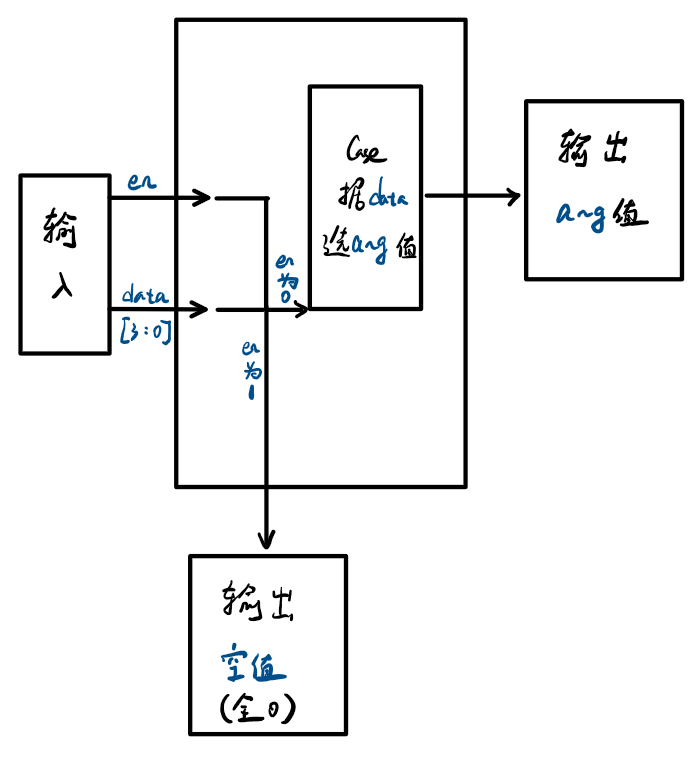 输
入
en
data
[3:0]
en
为
0
en
为
1
Case
据data
选a~g值
输出
a~g值
输出
空值
(全0)